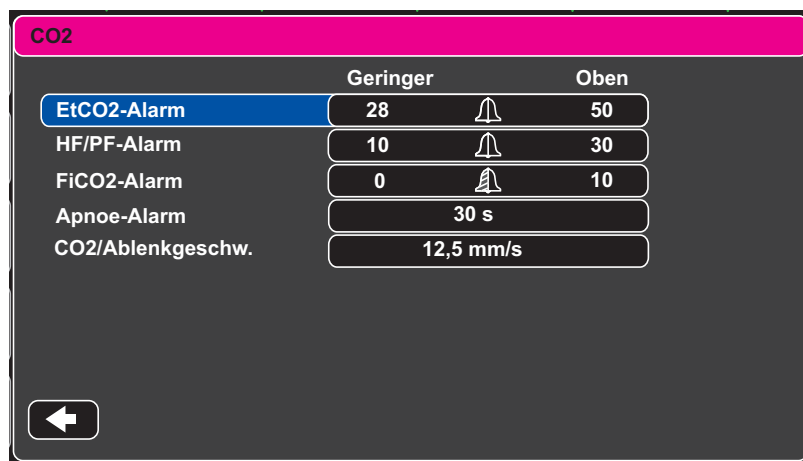 CO2
Geringer Oben
EtCO2-Alarm 28 50
HF/PF-Alarm 10 30
FiCO2-Alarm 0 10
Apnoe-Alarm 30 s
CO2/Ablenkgeschw. 12,5 mm/s